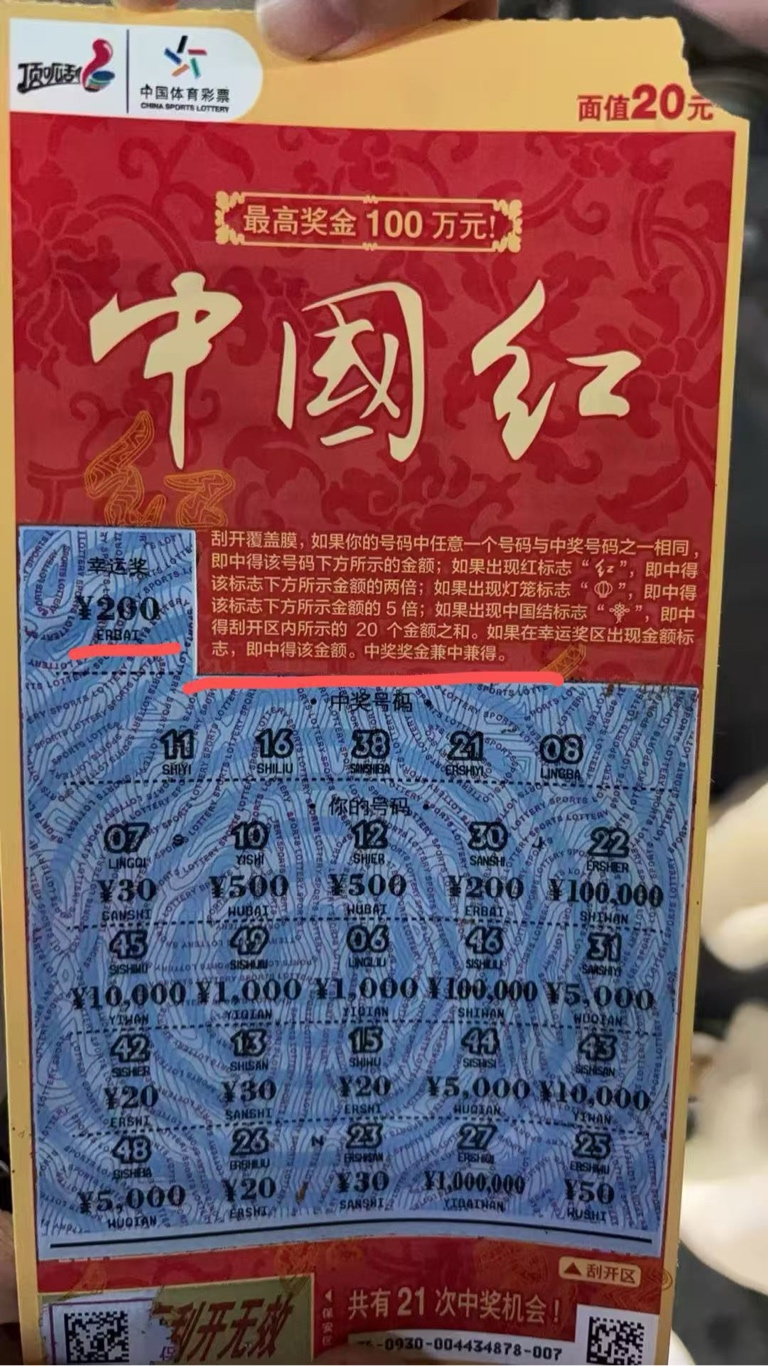 顶呱刮
中国体育彩票
CHINA SPORTS LOTTERY
面值20元
最高奖金 100 万元!
中國红
刮开覆盖膜,如果你的号码中任意一个号码与中奖号码之一相同,
即中得该号码下方所示的金额;如果出现红标志“红”,即中得
该标志下方所示金额的两倍;如果出现灯笼标志“ ”,即中得
该标志下方所示金额的 5 倍;如果出现中国结标志“ ”,即中
得刮开区内所示的 20 个金额之和。如果在幸运奖区出现金额标
志,即中得该金额。中奖奖金兼中兼得。
幸运奖
¥200
ERBAI
中奖号码
11 16 38 21 08
SHIYI SHILIU SANSHIBA ERSHIYI LINGBA
你的号码
07 10 12 30 22
LINGQI YISHI SHIER SANSHI ERSHIER
¥30 ¥500 ¥500 ¥200 ¥100,000
SANSHI WUBAI WUBAI ERBAI SHIWAN
45 49 06 46 31
SISHIWU SISHIJIU LINGLIU SISHILIU SANSHIYI
¥10,000 ¥1,000 ¥1,000 ¥100,000 ¥5,000
YIWAN YIQIAN YIQIAN SHIWAN WUQIAN
42 13 15 44 43
SISHIER SHISAN SHIWU SISHISI SISHISAN
¥20 ¥30 ¥20 ¥5,000 ¥10,000
ERSHI SANSHI ERSHI WUQIAN YIWAN
48 26 23 27 25
SISHIBA ERSHILIU ERSHISAN ERSHIQI ERSHIWU
¥5,000 ¥20 ¥30 ¥1,000,000 ¥50
WUQIAN ERSHI SANSHI YIBAIWAN WUSHI
刮开区
刮开无效
保安区
共有 21 次中奖机会!
-0930-004434878-007